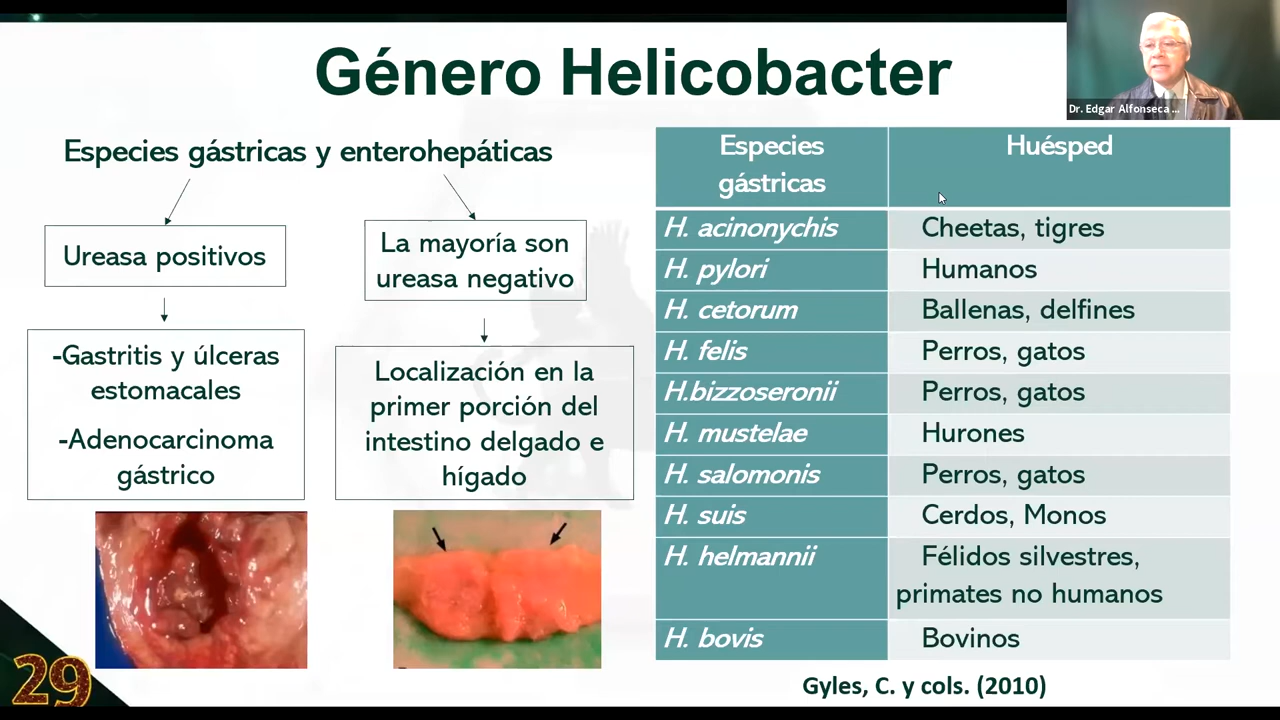 Género Helicobacter
Dr. Edgar Alfonseca ...
Especies gástricas y enterohepáticas
Ureasa positivos
La mayoría son
ureasa negativo
-Gastritis y úlceras
estomacales
-Adenocarcinoma
gástrico
Localización en la
primer porción del
intestino delgado e
hígado
Especies
gástricas
Huésped
H. acinonychis
Cheetas, tigres
H. pylori
Humanos
H. cetorum
Ballenas, delfines
H. felis
Perros, gatos
H.bizzoseronii
Perros, gatos
H. mustelae
Hurones
H. salomonis
Perros, gatos
H. suis
Cerdos, Monos
H. helmannii
Félidos silvestres,
primates no humanos
H. bovis
Bovinos
Gyles, C. y cols. (2010)
29